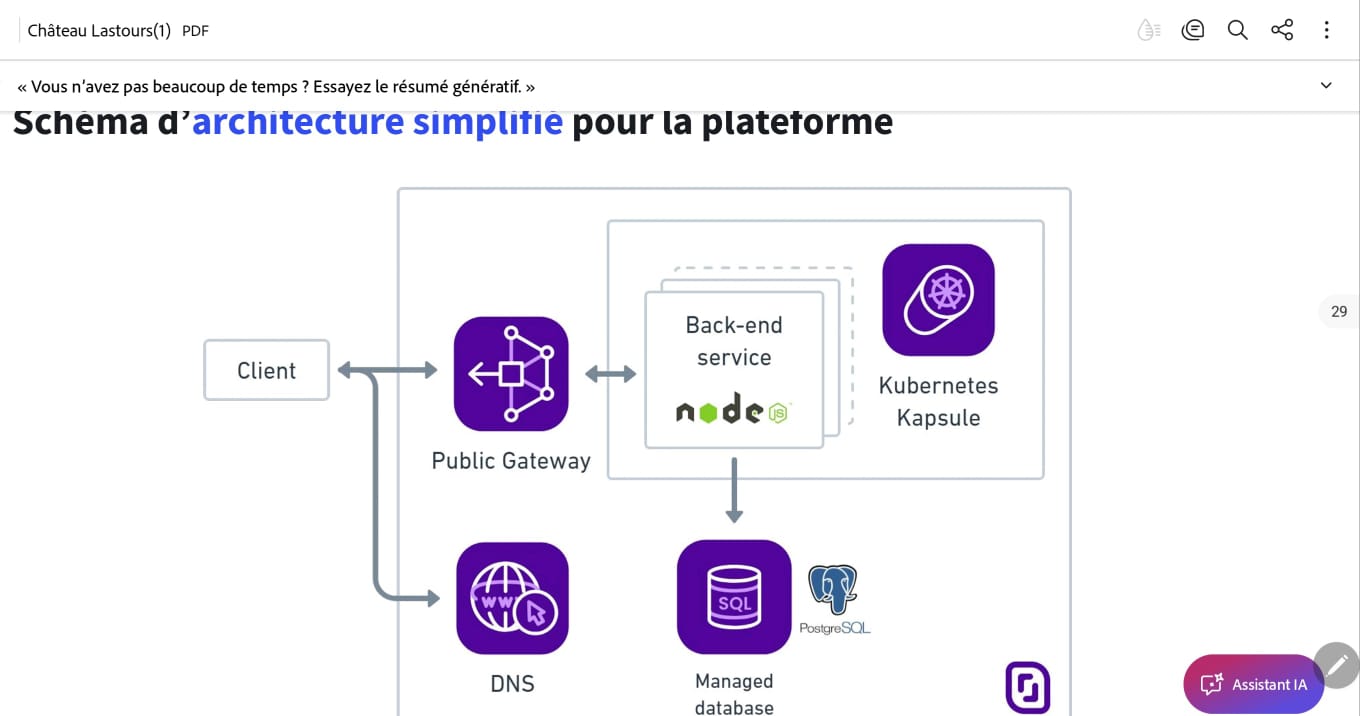 Château Lastours(1) PDF
« Vous n’avez pas beaucoup de temps ? Essayez le résumé génératif. »
Schéma d’architecture simplifié pour la plateforme
29
Back-end
service
node
JS
Client
Kubernetes
Kapsule
Public Gateway
www
SQL
PostgreSQL
DNS
Managed
database
Assistant IA